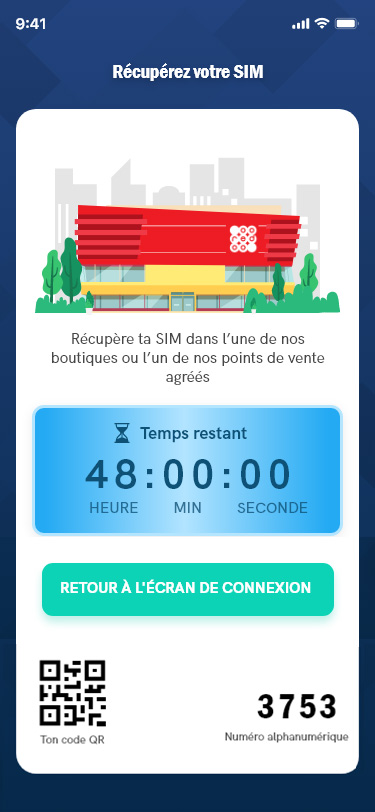 9:41
Récupérez votre SIM
Récupère ta SIM dans l’une de nos
boutiques ou l’un de nos points de vente
agréés
Temps restant
48:00:00
HEURE MIN SECONDE
RETOUR À L'ÉCRAN DE CONNEXION
3753
Ton code QR Numéro alphanumérique